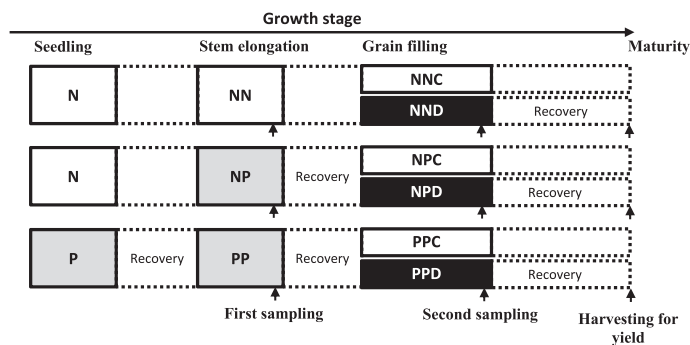 Growth stage
Seedling Stem elongation Grain filling Maturity
N NN NNC
NND Recovery
N NP Recovery NPC
NPD Recovery
P Recovery PP Recovery PPC
PPD Recovery
First sampling Second sampling Harvesting for
yield